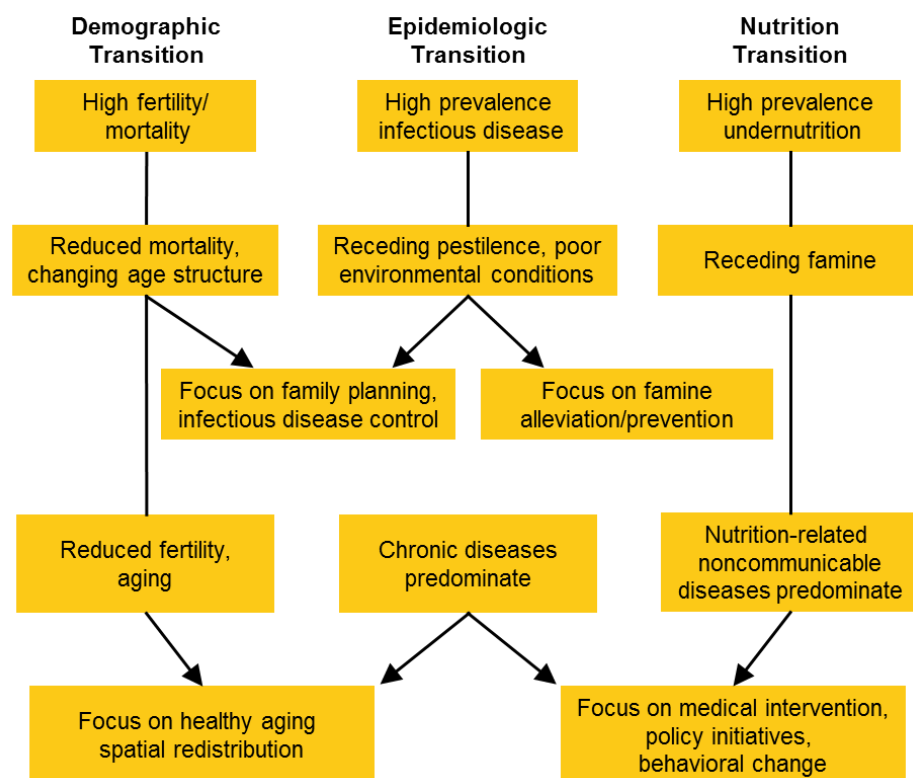 Demographic
Transition
Epidemiologic
Transition
Nutrition
Transition
High fertility/
mortality
High prevalence
infectious disease
High prevalence
undernutrition
Reduced mortality,
changing age structure
Receding pestilence, poor
environmental conditions
Receding famine
Focus on family planning,
infectious disease control
Focus on famine
alleviation/prevention
Reduced fertility,
aging
Chronic diseases
predominate
Nutrition-related
noncommunicable
diseases predominate
Focus on healthy aging
spatial redistribution
Focus on medical intervention,
policy initiatives,
behavioral change